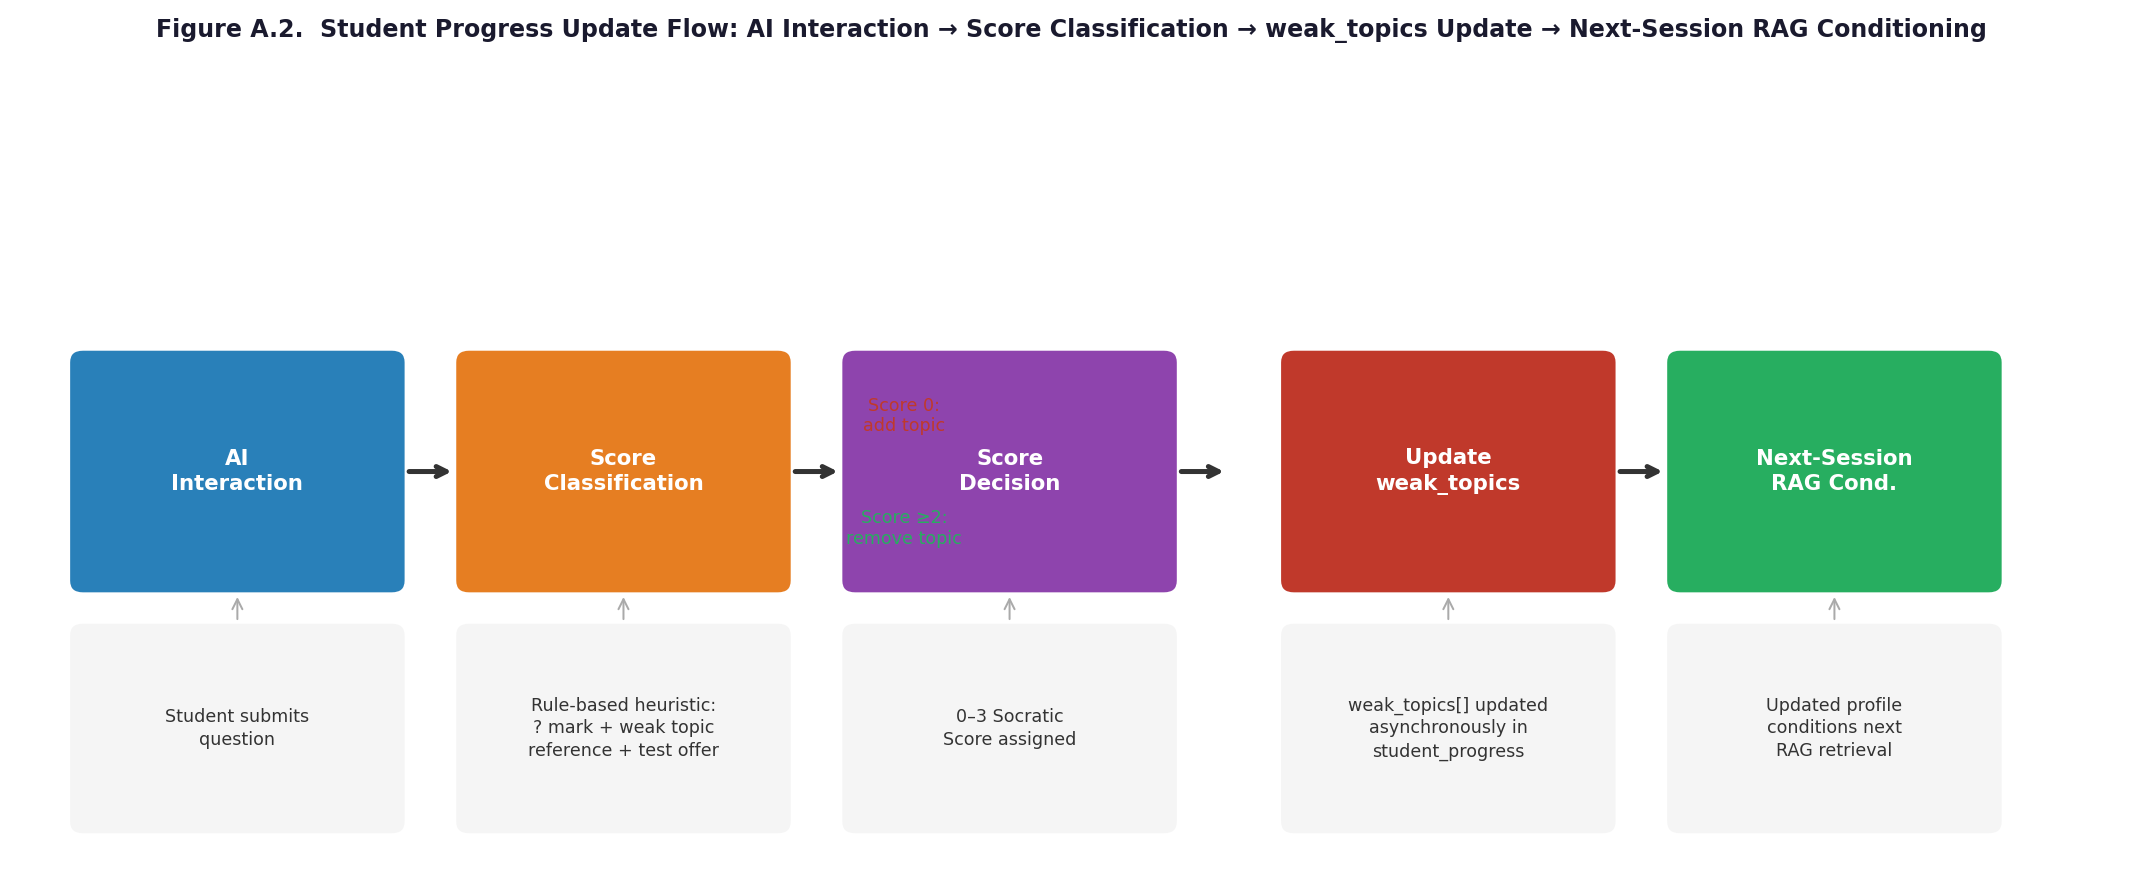 Figure A.2.  Student Progress Update Flow: AI Interaction → Score Classification → weak_topics Update → Next-Session RAG Conditioning
AI
Interaction
Score
Classification
Score 0:
add topic
Score
Decision
Score ≥2:
remove topic
Update
weak_topics
Next-Session
RAG Cond.
Student submits
question
Rule-based heuristic:
? mark + weak topic
reference + test offer
0–3 Socratic
Score assigned
weak_topics[] updated
asynchronously in
student_progress
Updated profile
conditions next
RAG retrieval